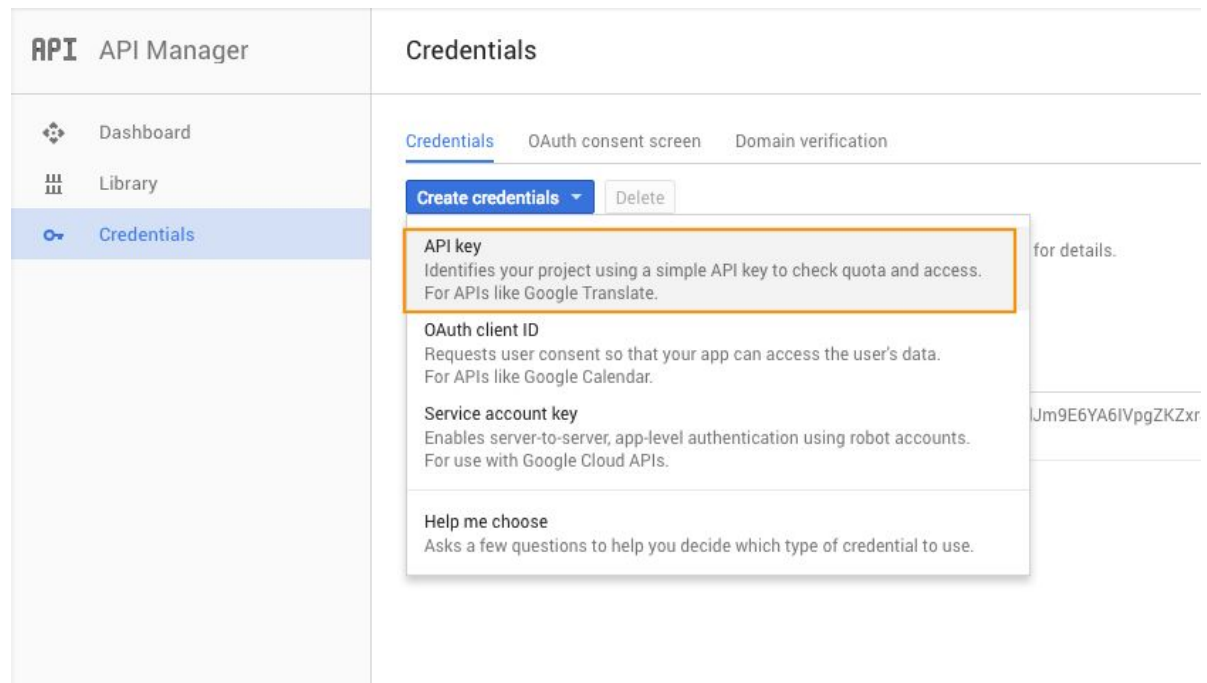 API API Manager
Credentials
Dashboard
Library
Credentials
Credentials OAuth consent screen Domain verification
Create credentials Delete
API key
Identifies your project using a simple API key to check quota and access.
For APIs like Google Translate.
for details.
OAuth client ID
Requests user consent so that your app can access the user's data.
For APIs like Google Calendar.
Service account key
Enables server-to-server, app-level authentication using robot accounts.
For use with Google Cloud APIs.
Help me choose
Asks a few questions to help you decide which type of credential to use.